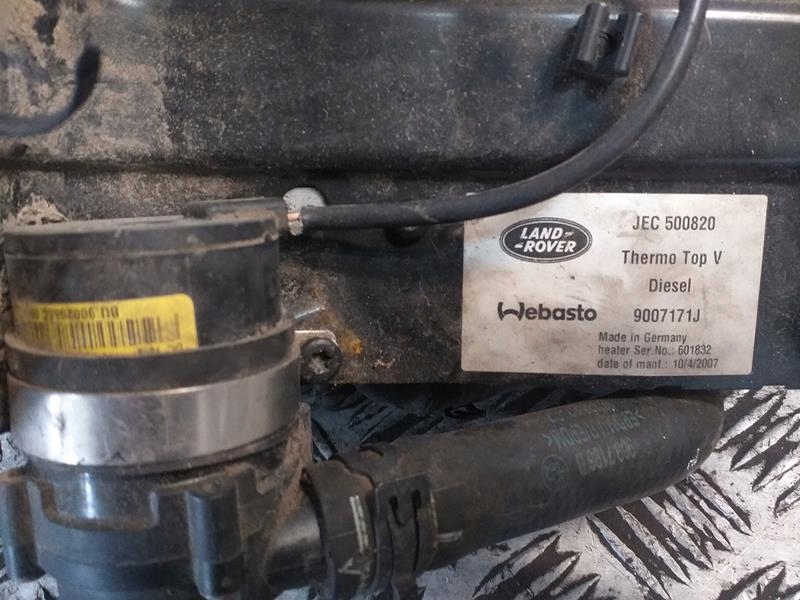 LAND-
-ROVER
JEC 500820
Thermo Top V
Diesel
Webasto
9007171J
Made in Germany
heater Ser.No.: 601832
date of manf.: 10/4/2007